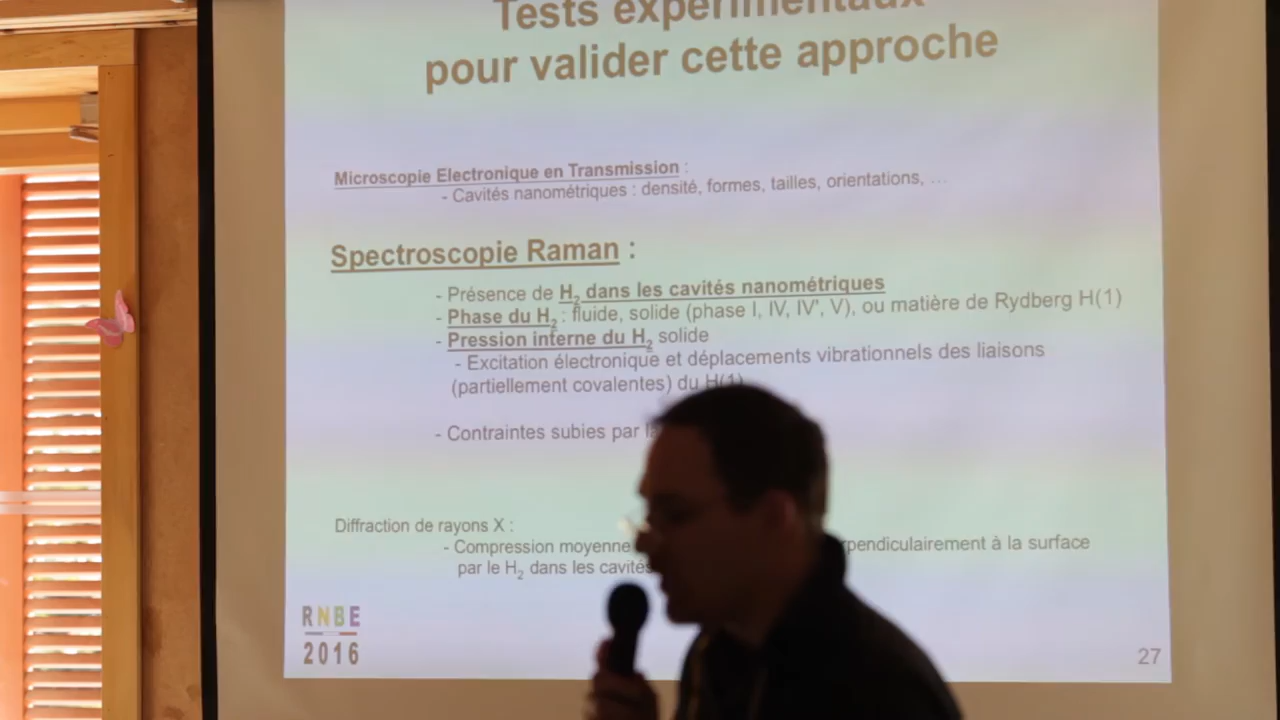 Tests expérimentaux
pour valider cette approche
Microscopie Electronique en Transmission :
- Cavités nanométriques : densité, formes, tailles, orientations, …
Spectroscopie Raman :
- Présence de H2 dans les cavités nanométriques
- Phase du H2 : fluide, solide (phase I, IV, IV', V), ou matière de Rydberg H(1)
- Pression interne du H2 solide
- Excitation électronique et déplacements vibrationnels des liaisons
(partiellement covalentes) du H(1)
- Contraintes subies par
Diffraction de rayons X :
- Compression moyenne rpendiculairement à la surface
par le H2 dans les cavités
RNBE
2016
27